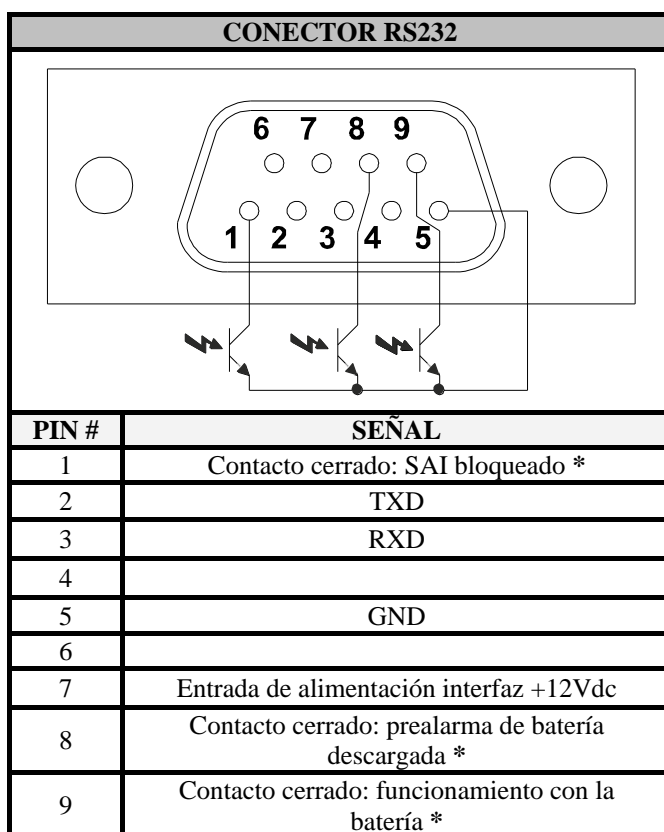 CONECTOR RS232
6 7 8 9
1 2 3 4 5
PIN # SEÑAL
1 Contacto cerrado: SAI bloqueado *
2 TXD
3 RXD
4
5 GND
6
7 Entrada de alimentación interfaz +12Vdc
8 Contacto cerrado: prealarma de batería
descargada *
9 Contacto cerrado: funcionamiento con la
batería *